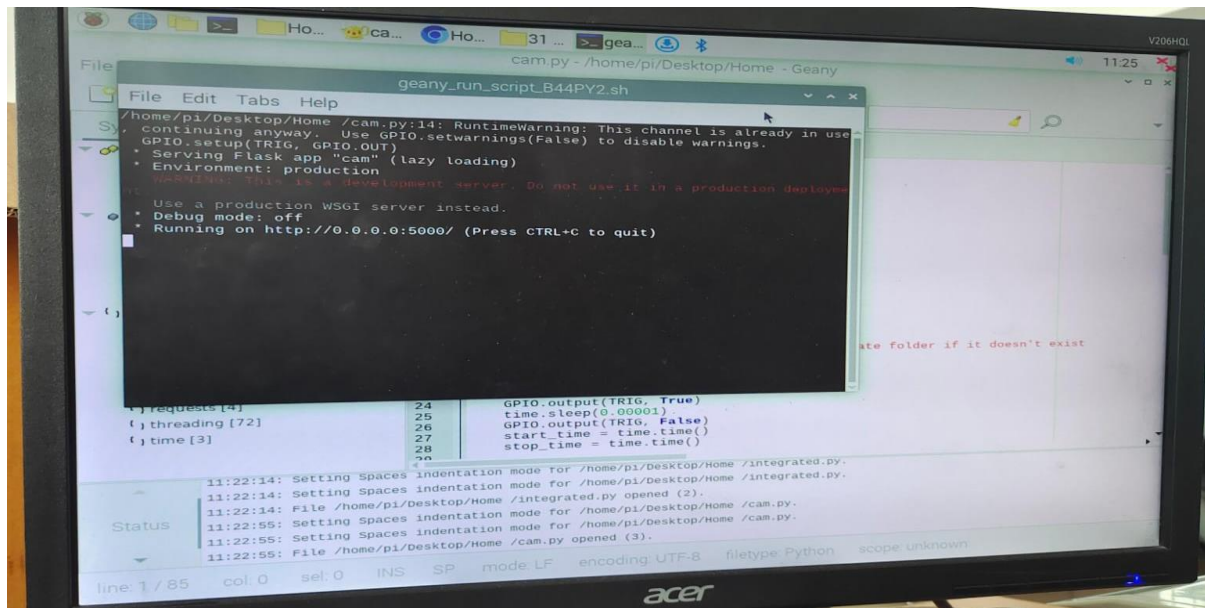 Ho...
ca...
Ho...
31 ...
gea...
11:25
V206HQL
cam.py - /home/pi/Desktop/Home - Geany
File
geany_run_script_B44PY2.sh
File Edit Tabs Help
/home/pi/Desktop/Home /cam.py:14: RuntimeWarning: This channel is already in use
, continuing anyway.  Use GPIO.setwarnings(False) to disable warnings.
GPIO.setup(TRIG, GPIO.OUT)
* Serving Flask app "cam" (lazy loading)
* Environment: production
WARNING: This is a development server. Do not use it in a production deployme
nt.
Use a production WSGI server instead.
* Debug mode: off
* Running on http://0.0.0.0:5000/ (Press CTRL+C to quit)
Sy
ate folder if it doesn't exist
requests [4]
threading [72]
time [3]
24 GPIO.output(TRIG, True)
25 time.sleep(0.00001)
26 GPIO.output(TRIG, False)
27 start_time = time.time()
28 stop_time = time.time()
29
11:22:14: Setting Spaces indentation mode for /home/pi/Desktop/Home /integrated.py.
11:22:14: Setting Spaces indentation mode for /home/pi/Desktop/Home /integrated.py.
11:22:14: File /home/pi/Desktop/Home /integrated.py opened (2).
11:22:55: Setting Spaces indentation mode for /home/pi/Desktop/Home /cam.py.
11:22:55: Setting Spaces indentation mode for /home/pi/Desktop/Home /cam.py.
11:22:55: File /home/pi/Desktop/Home /cam.py opened (3).
Status
line: 1 / 85 col: 0 sel: 0 INS SP mode: LF encoding: UTF-8 filetype: Python scope: unknown
acer